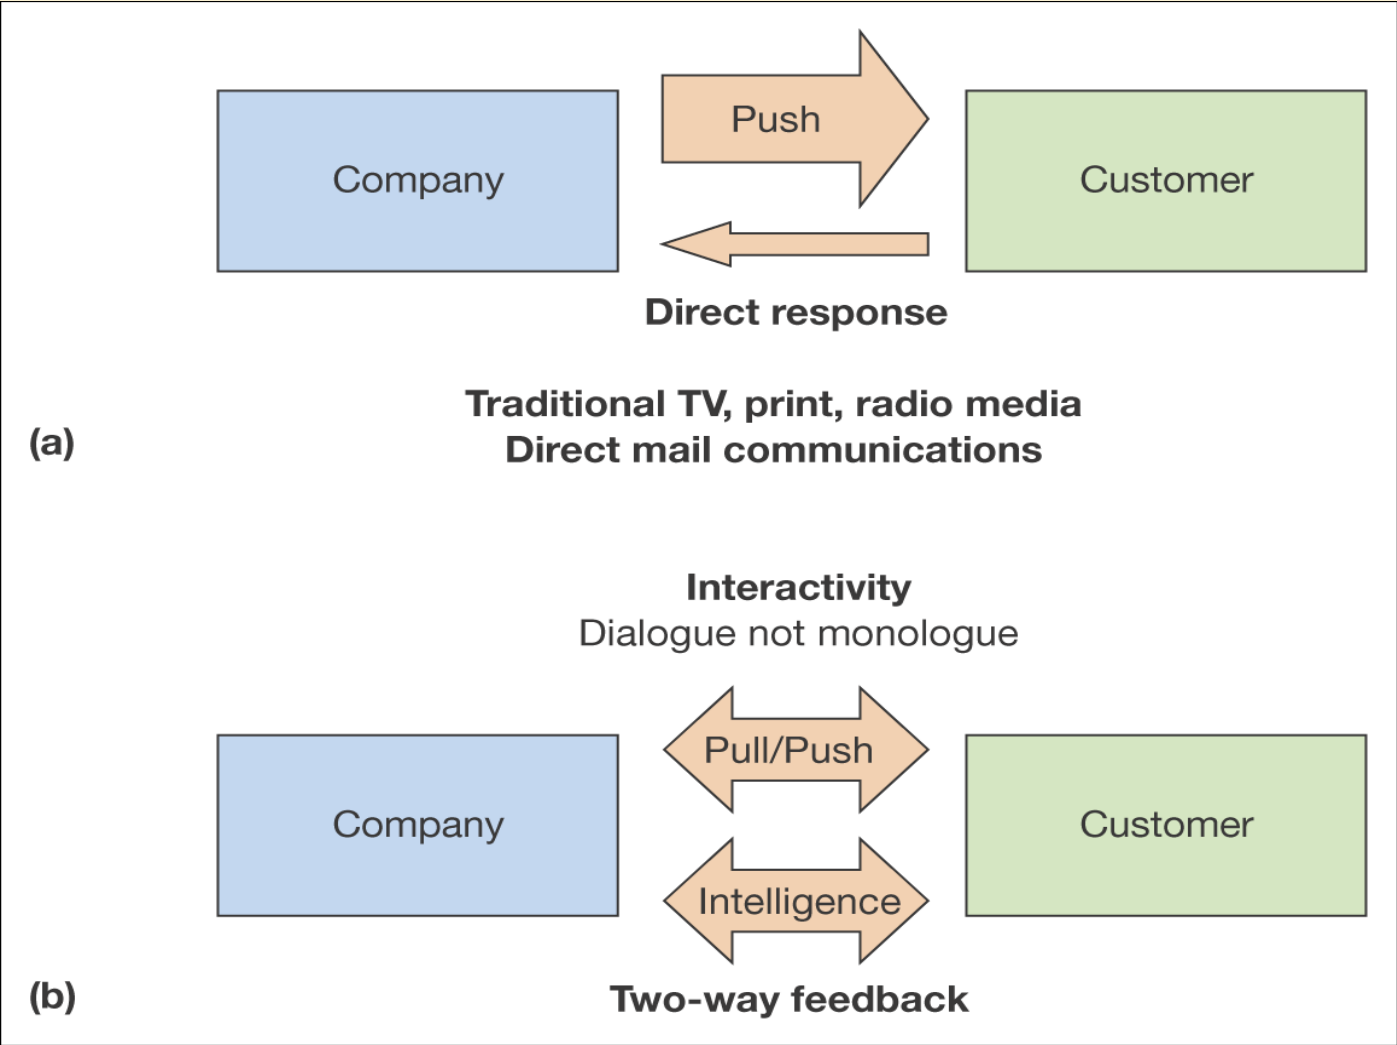 Push
Company
Customer
Direct response
Traditional TV, print, radio media
Direct mail communications
(a)
Interactivity
Dialogue not monologue
Pull/Push
Company
Customer
Intelligence
Two-way feedback
(b)